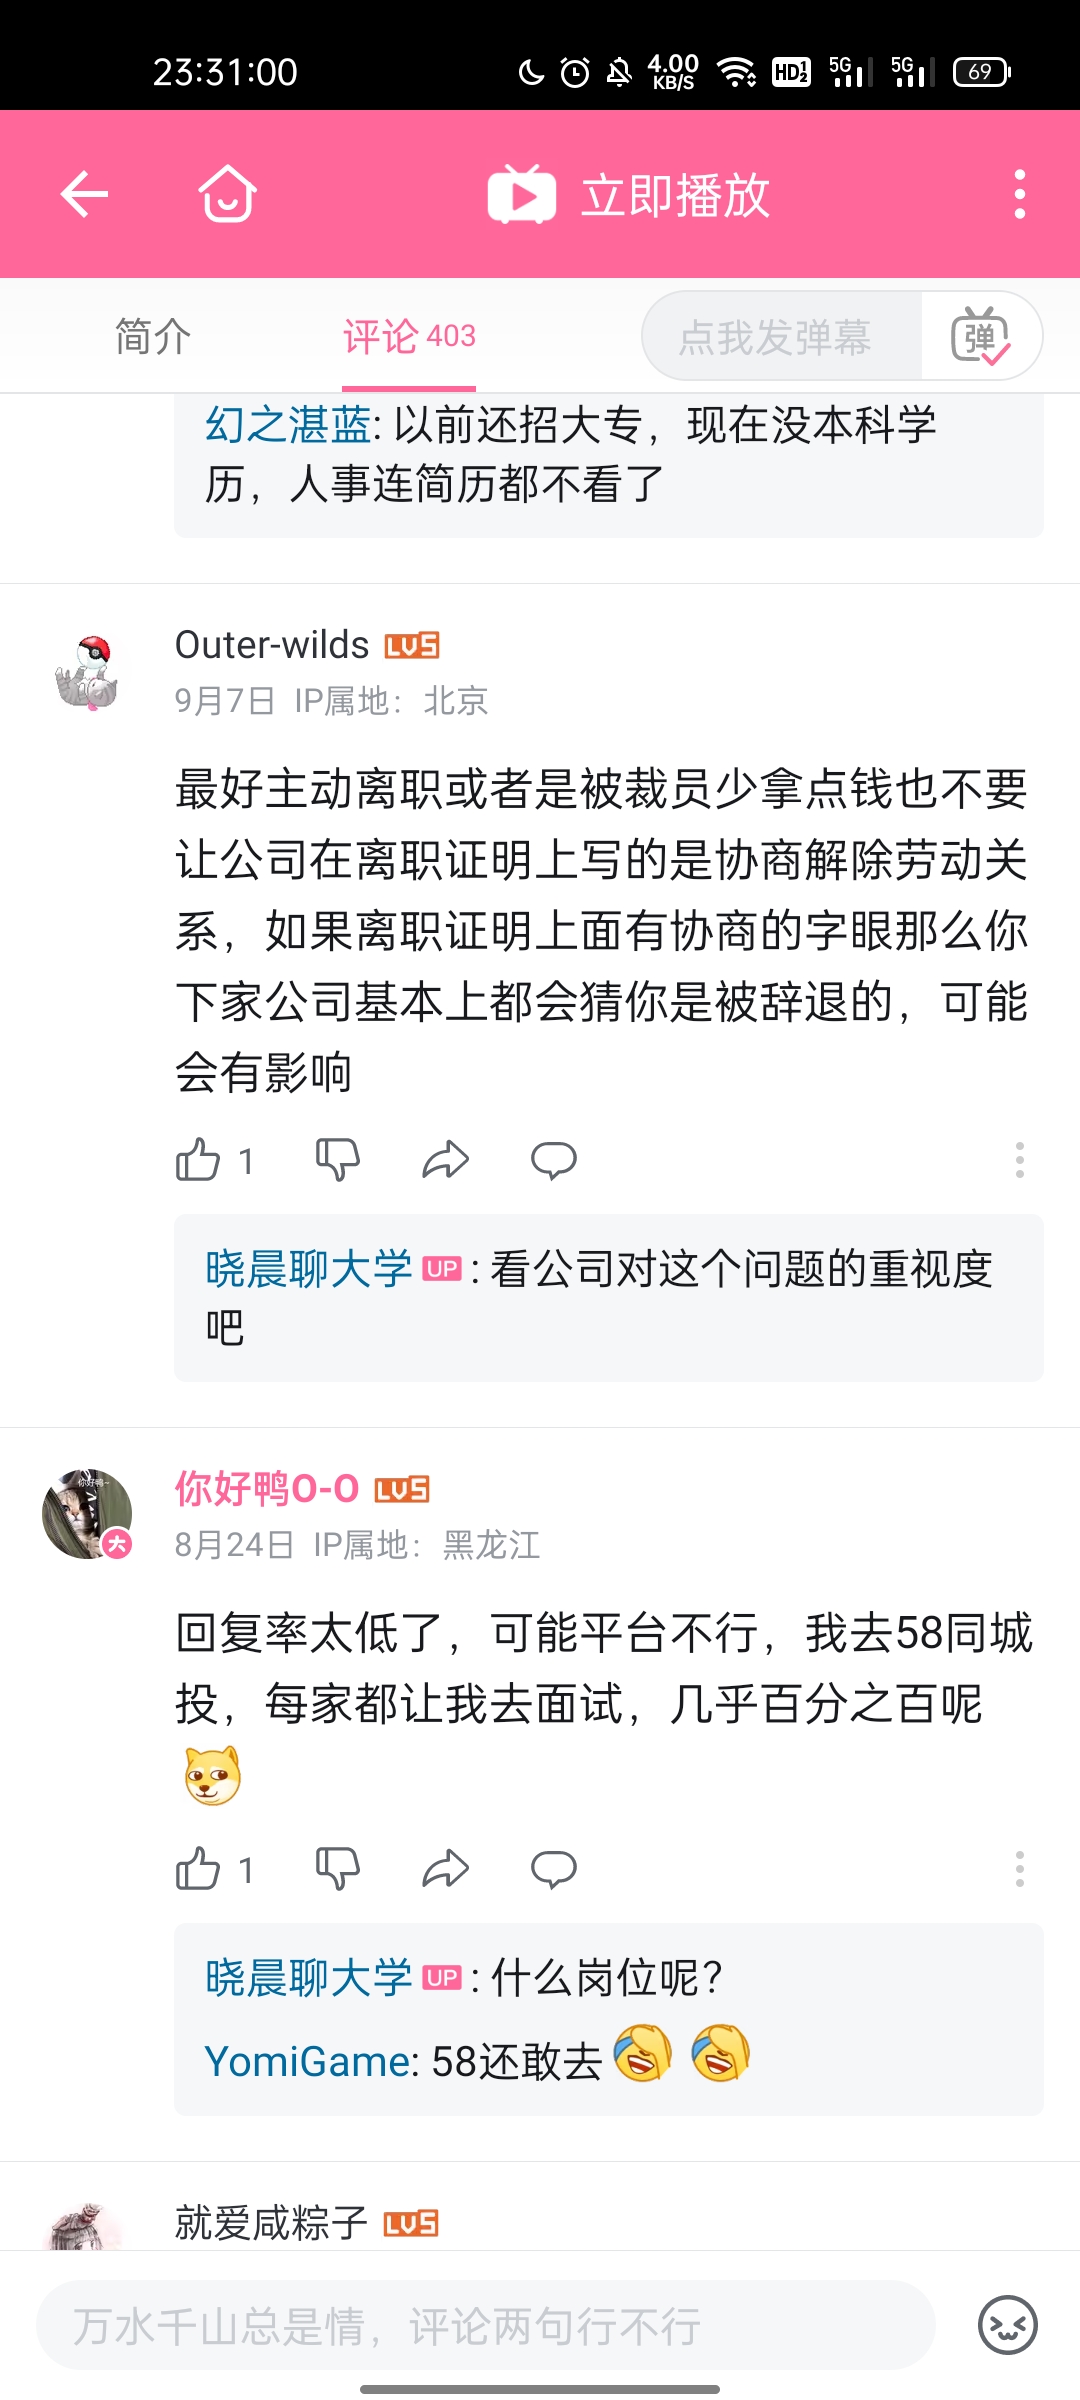 23:31:00
4.00
KB/S
HD
5G
5G
69
立即播放
简介
评论 403
点我发弹幕
弹
幻之湛蓝: 以前还招大专，现在没本科学
历，人事连简历都不看了
Outer-wilds LV5
9月7日 IP属地：北京
最好主动离职或者是被裁员少拿点钱也不要
让公司在离职证明上写的是协商解除劳动关
系，如果离职证明上面有协商的字眼那么你
下家公司基本上都会猜你是被辞退的，可能
会有影响
1
晓晨聊大学 UP : 看公司对这个问题的重视度
吧
你好鸭~
大
你好鸭O-O LV5
8月24日 IP属地：黑龙江
回复率太低了，可能平台不行，我去58同城
投，每家都让我去面试，几乎百分之百呢
1
晓晨聊大学 UP : 什么岗位呢？
YomiGame: 58还敢去
就爱咸粽子 LV5
万水千山总是情，评论两句行不行